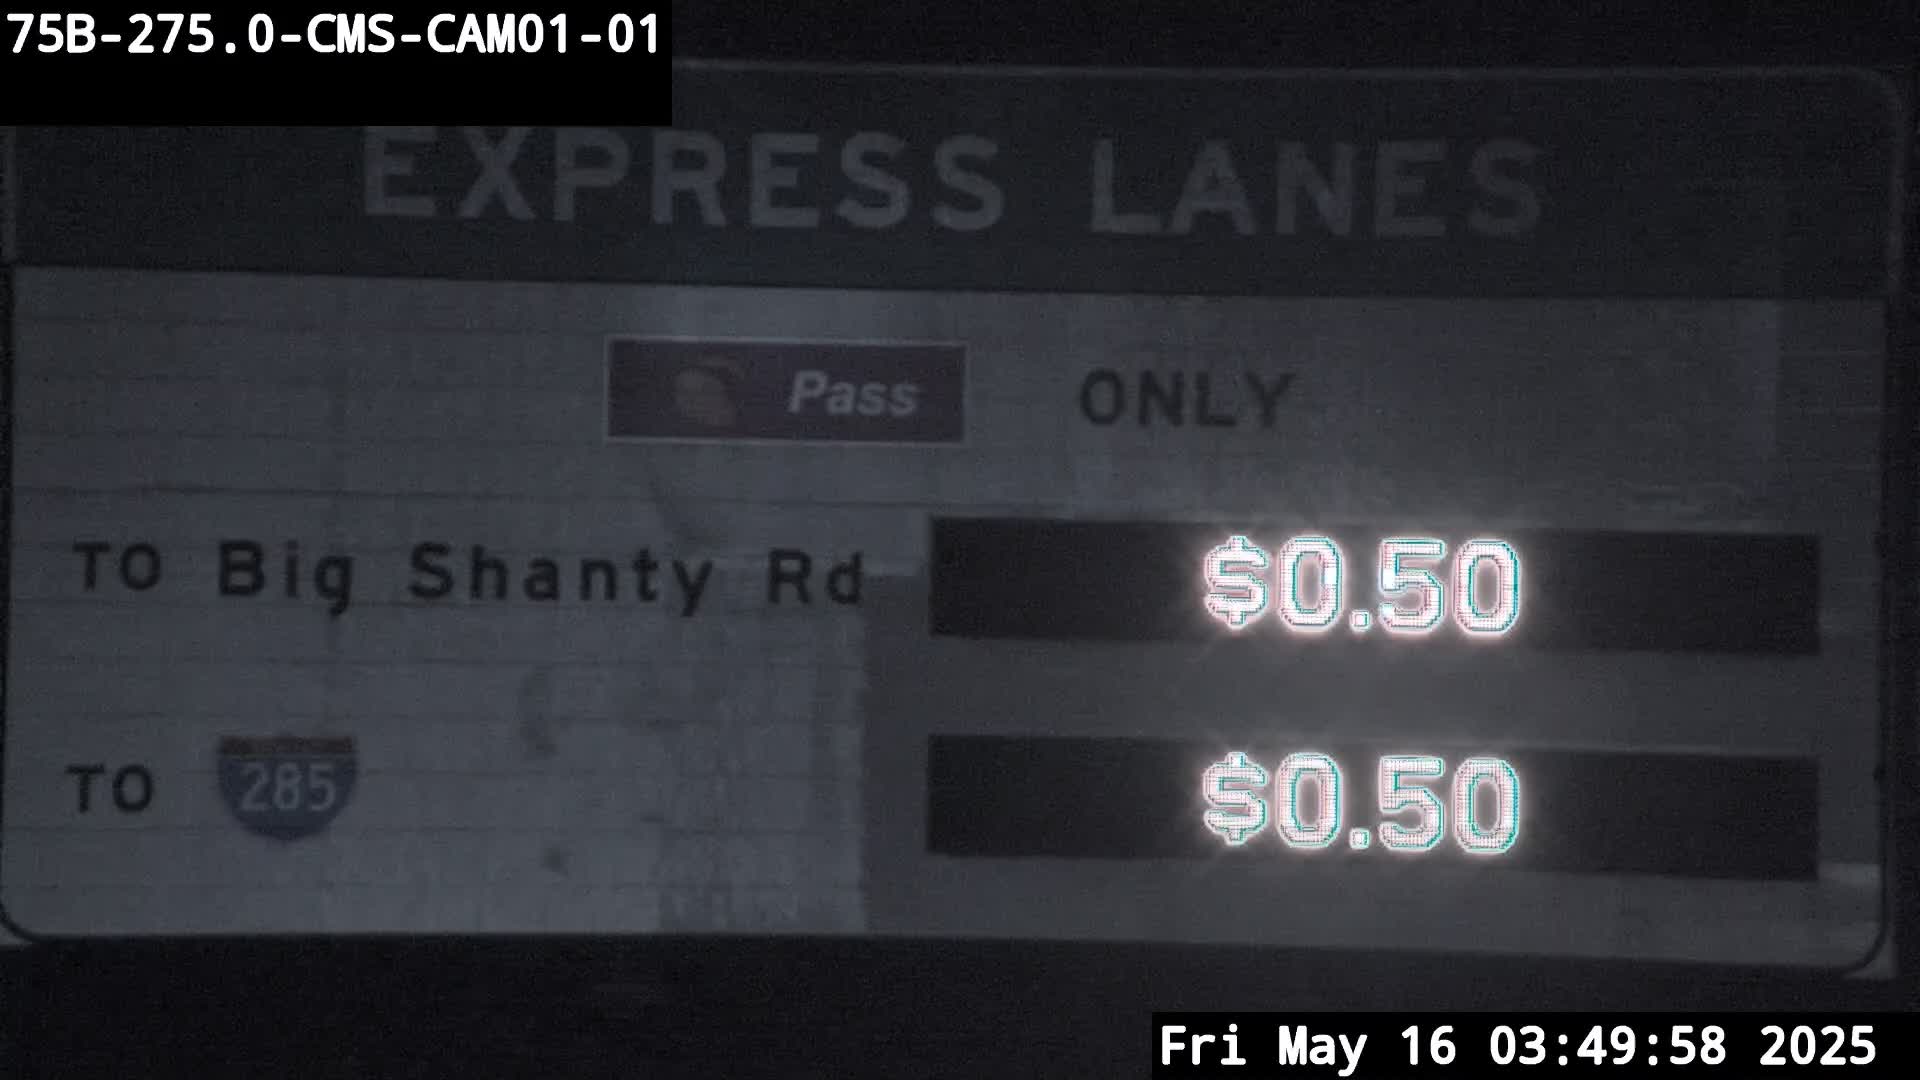 75B-275.0-CMS-CAM01-01
EXPRESS LANES
Pass ONLY
TO Big Shanty Rd $0.50
TO 285 $0.50
Fri May 16 03:49:58 2025